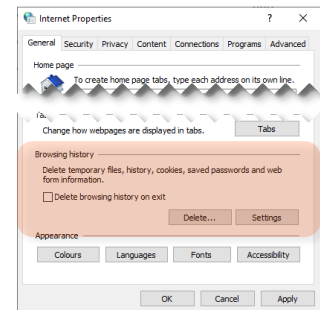 Internet Properties ? ×
General Security Privacy Content Connections Programs Advanced
Home page
To create home page tabs, type each address on its own line.
Change how webpages are displayed in tabs. Tabs
Browsing history
Delete temporary files, history, cookies, saved passwords and web
form information.
Delete browsing history on exit
Delete... Settings
Appearance
Colours Languages Fonts Accessibility
OK Cancel Apply